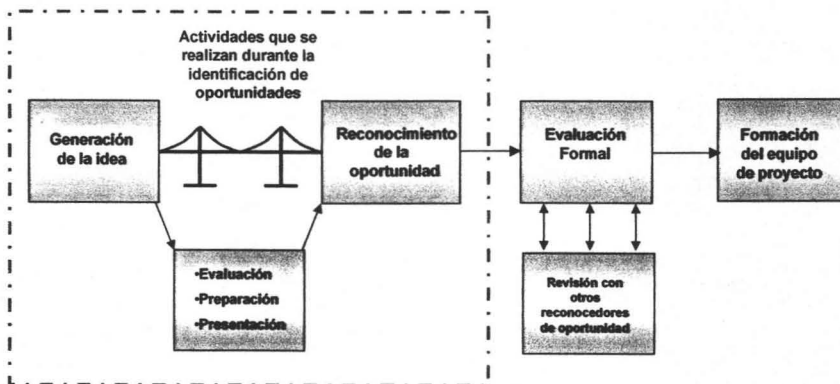 Actividades que se
realizan durante la
identificación de
oportunidades
Generación
de la idea
Reconocimiento
de la
oportunidad
Evaluación
Formal
Formación
del equipo
de proyecto
•Evaluación
•Preparación
•Presentación
Revisión con
otros
reconocedores
de oportunidad